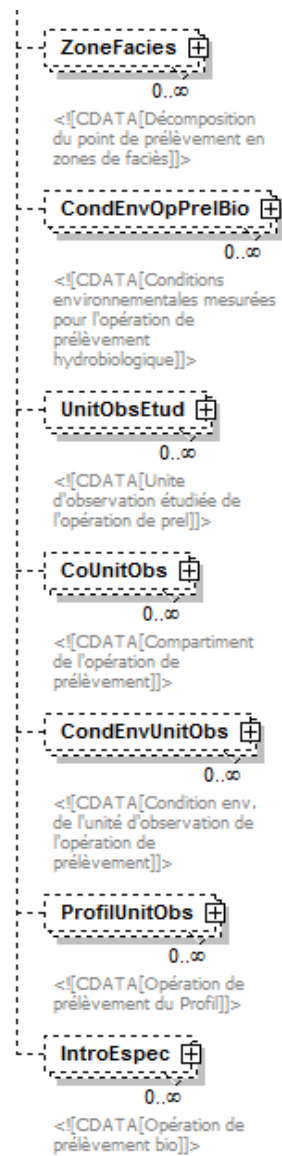 ZoneFacies
0..∞
<![CDATA[Décomposition
du point de prélèvement en
zones de faciès]]>
CondEnvOpPrelBio
0..∞
<![CDATA[Conditions
environnementales mesurées
pour l'opération de
prélèvement
hydrobiologique]]>
UnitObsEtud
0..∞
<![CDATA[Unite
d'observation étudiée de
l'opération de prel]]>
CoUnitObs
0..∞
<![CDATA[Compartiment
de l'opération de
prélèvement]]>
CondEnvUnitObs
0..∞
<![CDATA[Condition env.
de l'unité d'observation de
l'opération de
prélèvement]]>
ProfilUnitObs
0..∞
<![CDATA[Opération de
prélèvement du Profil]]>
IntroEspec
0..∞
<![CDATA[Opération de
prélèvement bio]]>